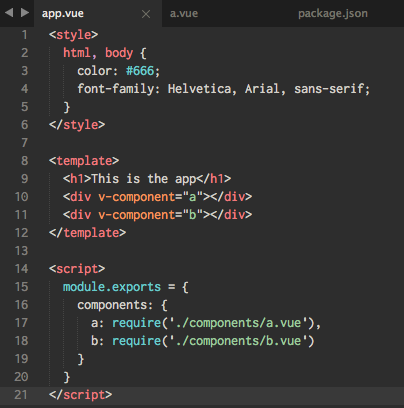 app.vue × a.vue package.json
1 <style>
2   html, body {
3     color: #666;
4     font-family: Helvetica, Arial, sans-serif;
5   }
6 </style>
7
8 <template>
9   <h1>This is the app</h1>
10   <div v-component="a"></div>
11   <div v-component="b"></div>
12 </template>
13
14 <script>
15   module.exports = {
16     components: {
17       a: require('./components/a.vue'),
18       b: require('./components/b.vue')
19     }
20   }
21 </script>